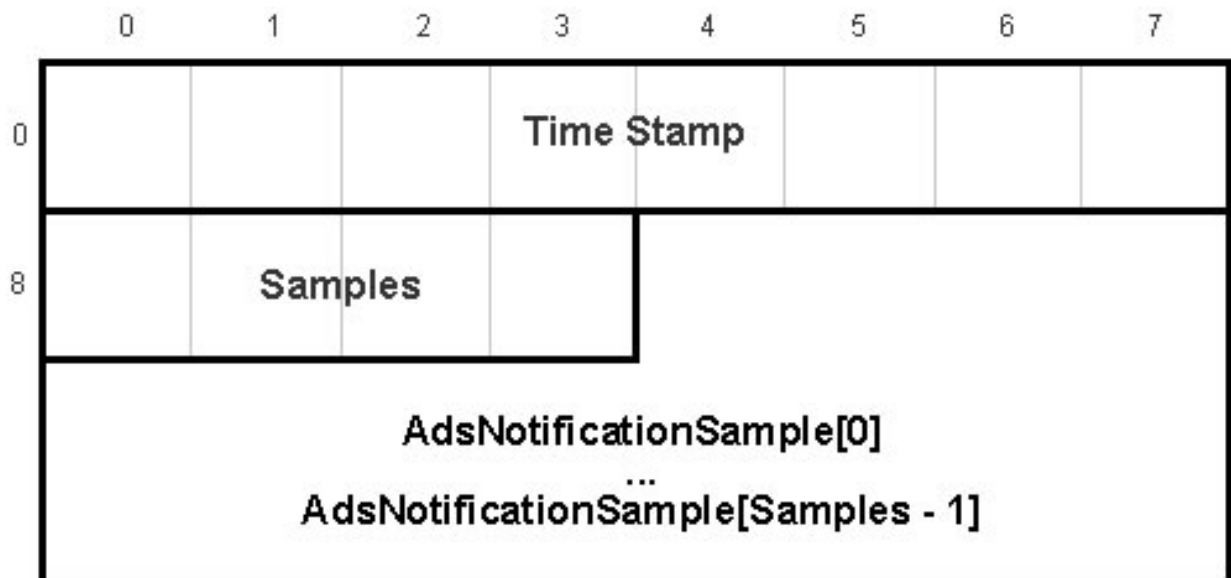 0 1 2 3 4 5 6 7
0 Time Stamp
8 Samples
AdsNotificationSample[0]
...
AdsNotificationSample[Samples - 1]